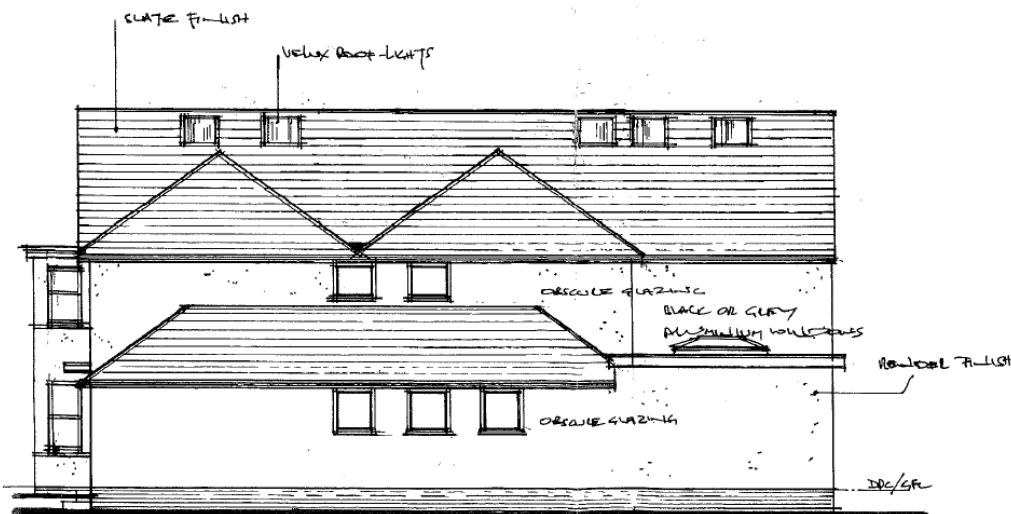 SLATE FINISH
VELUX ROOF-LIGHTS
OBSCURE GLAZING
BLACK OR GREY
ALUMINIUM WINDOWS
RENDER FINISH
OBSCURE GLAZING
DPC/GFL